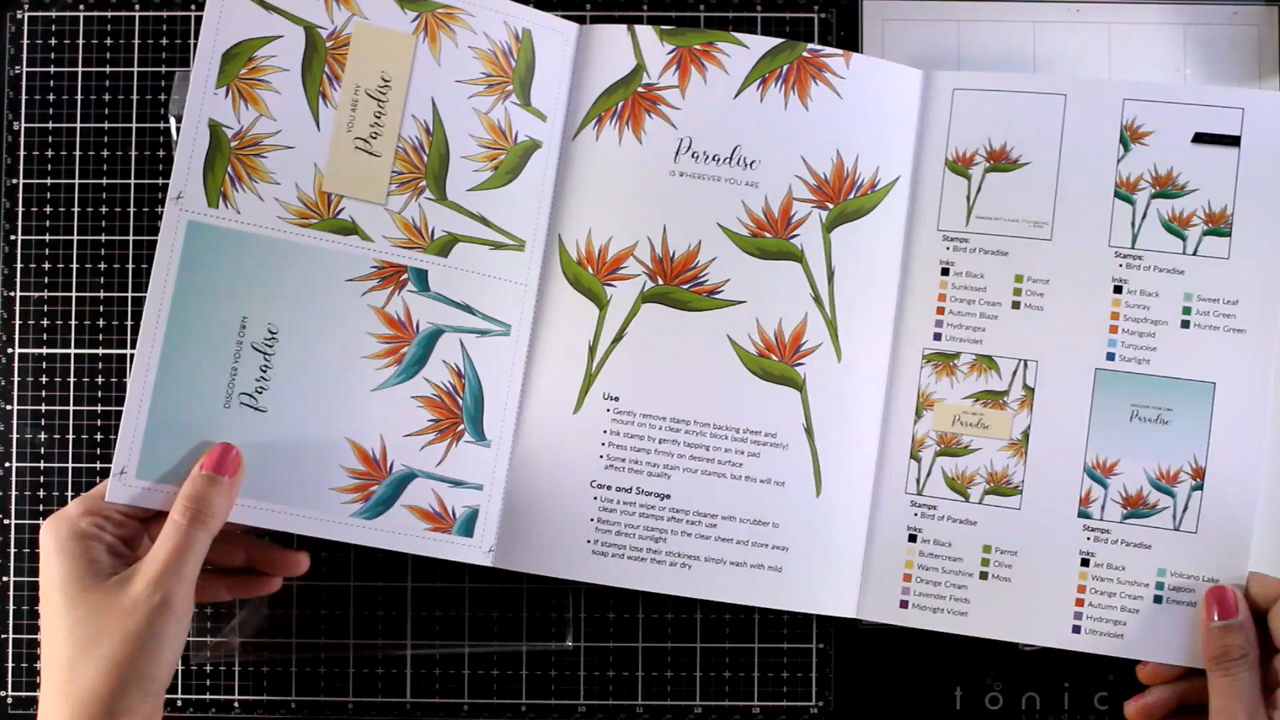 YOU ARE MY
Paradise
DISCOVER YOUR OWN
Paradise
Paradise
IS WHEREVER YOU ARE
Use
• Gently remove stamp from backing sheet and
mount on to a clear acrylic block (sold separately)
• Ink stamp by gently tapping on an ink pad
• Press stamp firmly on desired surface
• Some inks may stain your stamps, but this will not
affect their quality
Care and Storage
• Use a wet wipe or stamp cleaner with scrubber to
clean your stamps after each use
• Return your stamps to the clear sheet and store away
from direct sunlight
• If stamps lose their stickiness, simply wash with mild
soap and water then air dry
Stamps:
• Bird of Paradise
Inks:
Jet Black
Sunkissed
Orange Cream
Autumn Blaze
Hydrangea
Ultraviolet
Parrot
Olive
Moss
Stamps:
• Bird of Paradise
Inks:
Jet Black
Sunray
Snapdragon
Marigold
Turquoise
Starlight
Sweet Leaf
Just Green
Hunter Green
YOU ARE MY
Paradise
Stamps:
• Bird of Paradise
Inks:
Jet Black
Buttercream
Warm Sunshine
Orange Cream
Lavender Fields
Midnight Violet
Parrot
Olive
Moss
DISCOVER YOUR OWN
Paradise
Stamps:
• Bird of Paradise
Inks:
Jet Black
Warm Sunshine
Orange Cream
Autumn Blaze
Hydrangea
Ultraviolet
Volcano Lake
Lagoon
Emerald
tonic